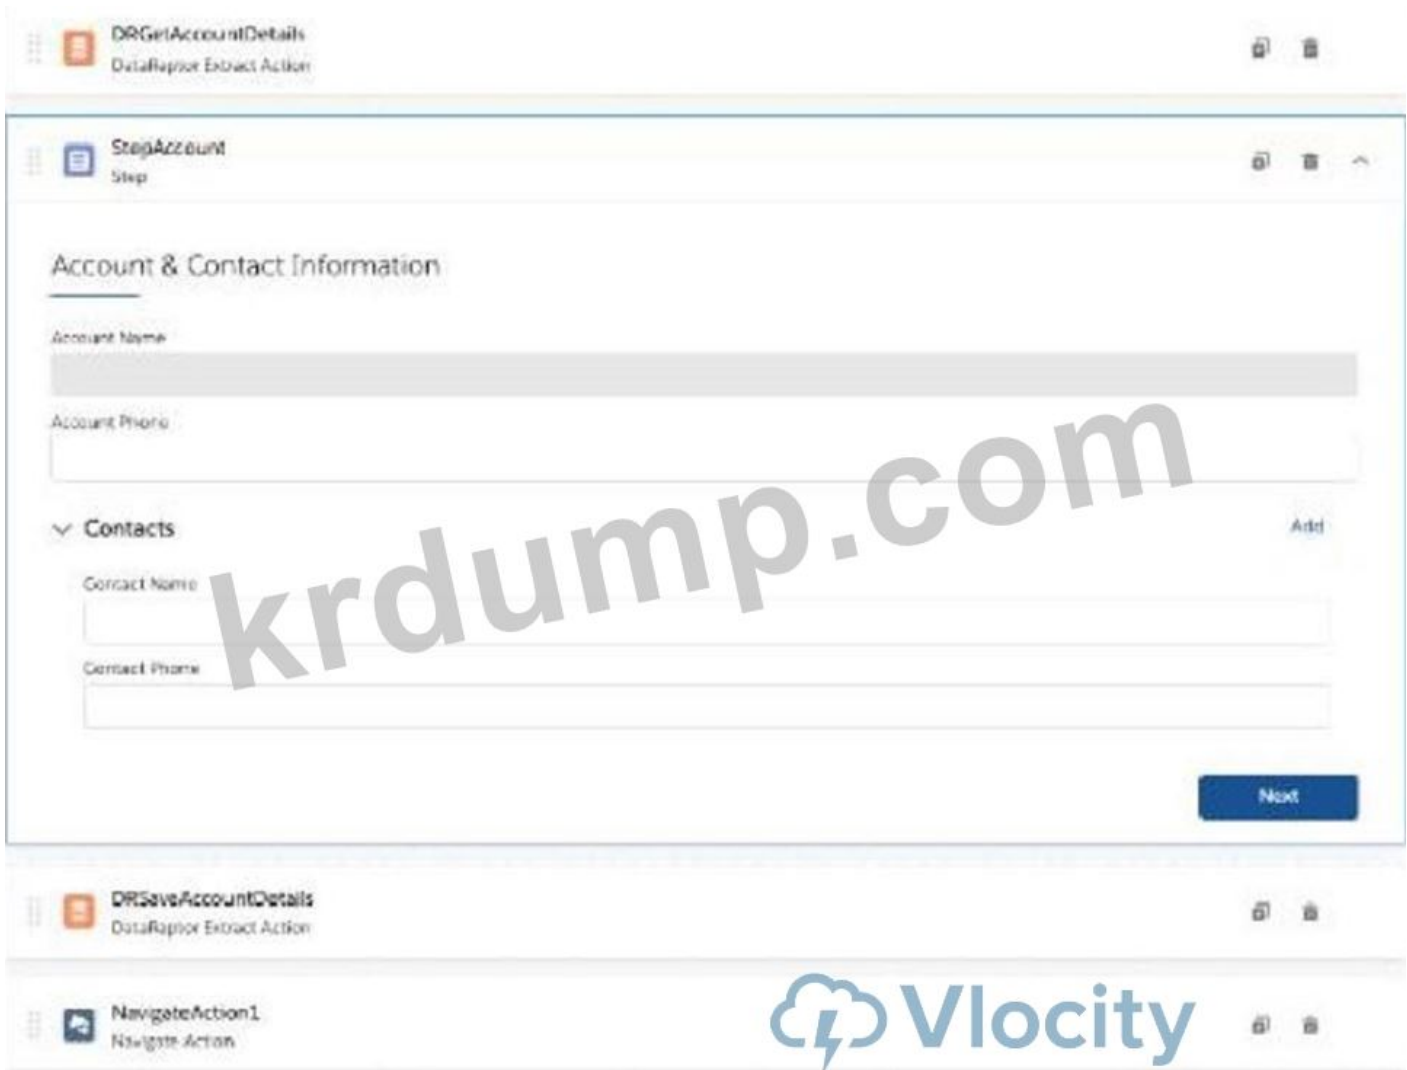 DRGetAccountDetails
DataRaptor Extract Action
StepAccount
Step
Account & Contact Information
Account Name
Account Phone
Contacts
Add
Contact Name
Contact Phone
krdump.com
Next
DRSaveAccountDetails
DataRaptor Extract Action
NavigateAction1
Navigate Action
Vlocity